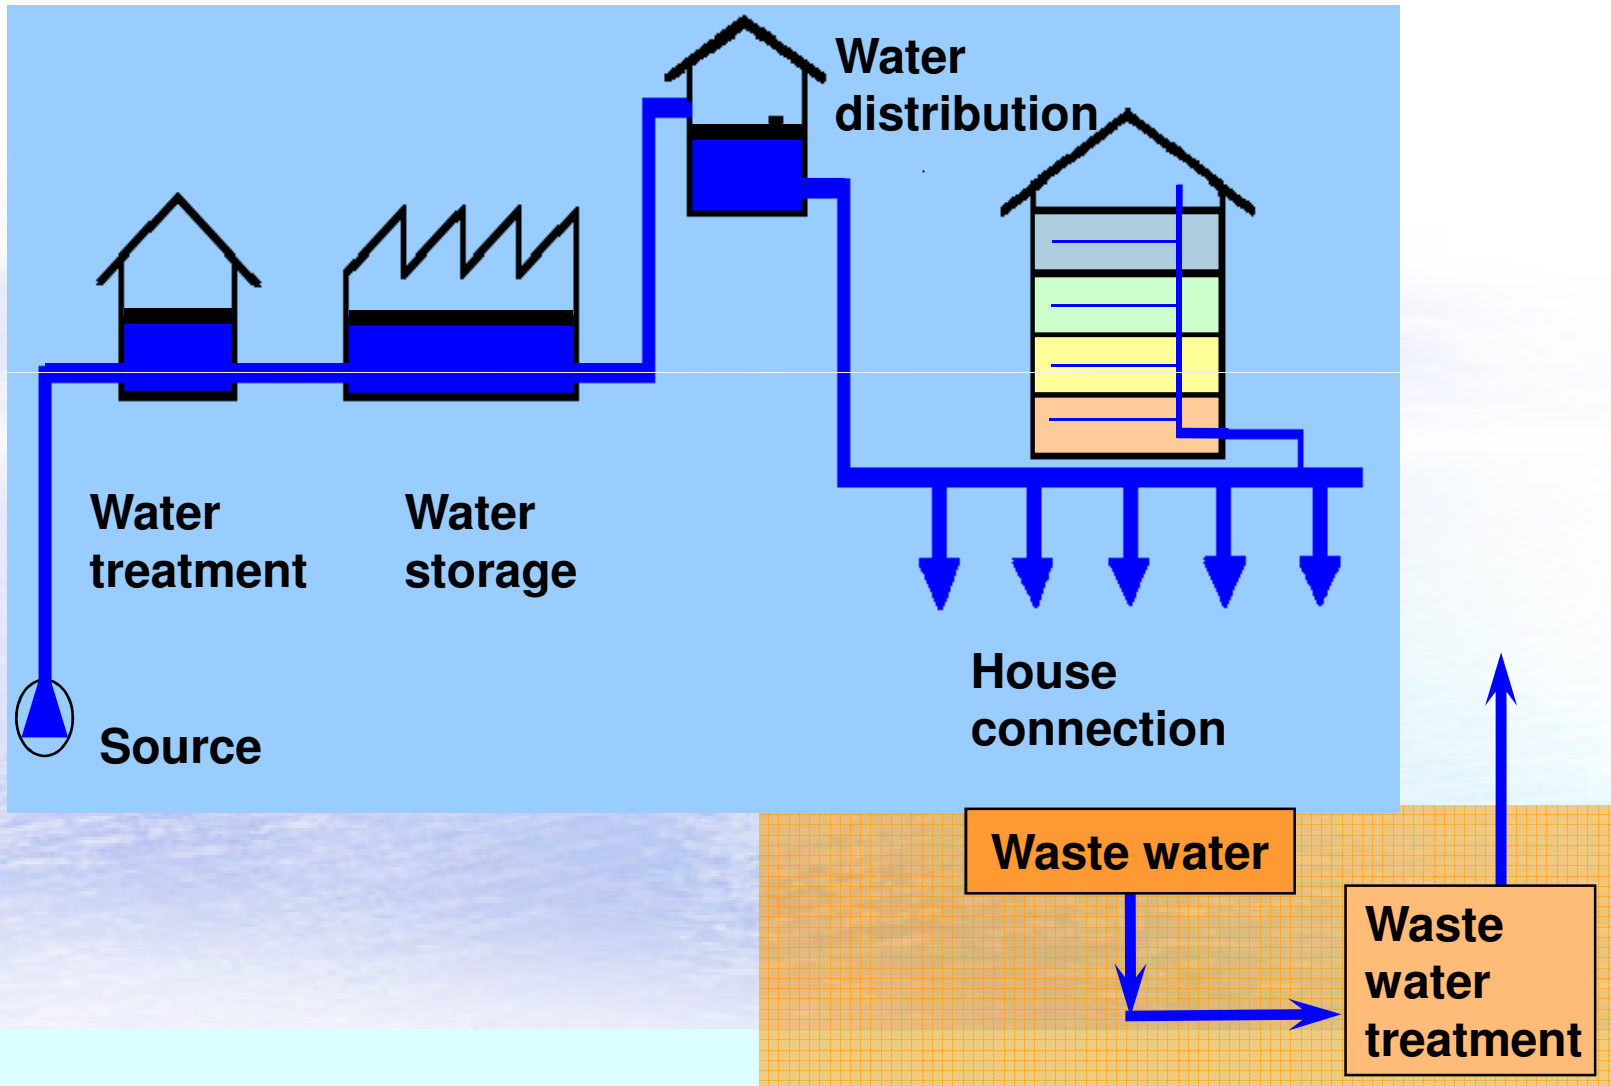 Water
distribution
Water
treatment
Water
storage
House
connection
Source
Waste water
Waste
water
treatment